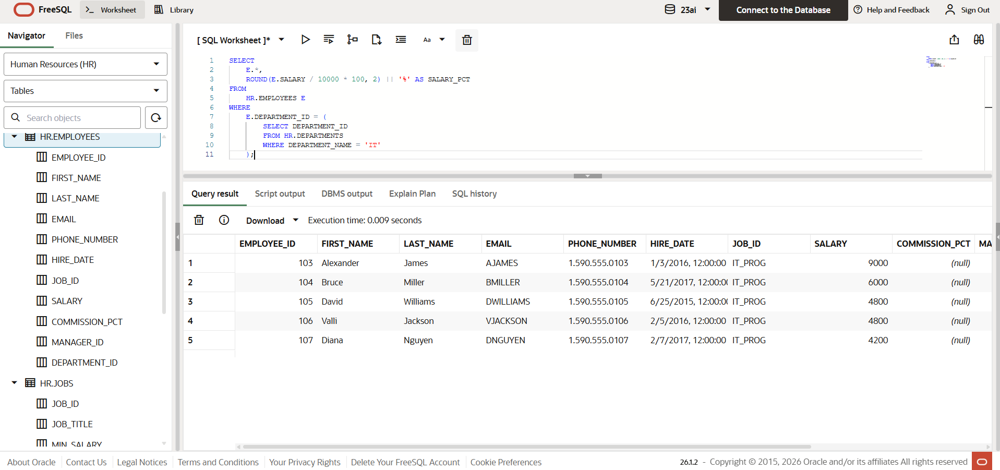 FreeSQL
>_ Worksheet
Library
23ai
Connect to the Database
Help and Feedback
Sign Out
Navigator
Files
Human Resources (HR)
Tables
Search objects
HR.EMPLOYEES
EMPLOYEE_ID
FIRST_NAME
LAST_NAME
EMAIL
PHONE_NUMBER
HIRE_DATE
JOB_ID
SALARY
COMMISSION_PCT
MANAGER_ID
DEPARTMENT_ID
HR.JOBS
JOB_ID
JOB_TITLE
MIN_SALARY
[ SQL Worksheet ]*
Aa
1 SELECT
2 E.*,
3 ROUND(E.SALARY / 10000 * 100, 2) || '%' AS SALARY_PCT
4 FROM
5 HR.EMPLOYEES E
6 WHERE
7 E.DEPARTMENT_ID = (
8 SELECT DEPARTMENT_ID
9 FROM HR.DEPARTMENTS
10 WHERE DEPARTMENT_NAME = 'IT'
11 );
Query result
Script output
DBMS output
Explain Plan
SQL history
Download
Execution time: 0.009 seconds
EMPLOYEE_ID FIRST_NAME LAST_NAME EMAIL PHONE_NUMBER HIRE_DATE JOB_ID SALARY COMMISSION_PCT MA
1 103 Alexander James AJAMES 1.590.555.0103 1/3/2016, 12:00:00 IT_PROG 9000 (null)
2 104 Bruce Miller BMILLER 1.590.555.0104 5/21/2017, 12:00:0( IT_PROG 6000 (null)
3 105 David Williams DWILLIAMS 1.590.555.0105 6/25/2015, 12:00:0( IT_PROG 4800 (null)
4 106 Valli Jackson VJACKSON 1.590.555.0106 2/5/2016, 12:00:00 IT_PROG 4800 (null)
5 107 Diana Nguyen DNGUYEN 1.590.555.0107 2/7/2017, 12:00:00 IT_PROG 4200 (null)
About Oracle
Contact Us
Legal Notices
Terms and Conditions
Your Privacy Rights
Delete Your FreeSQL Account
Cookie Preferences
26.1.2 - Copyright © 2015, 2026 Oracle and/or its affiliates All rights reserved